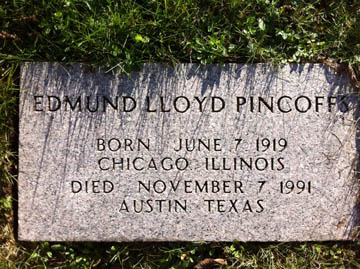 EDMUND LLOYD PINCOFFS
BORN JUNE 7 1919
CHICAGO ILLINOIS
DIED NOVEMBER 7 1991
AUSTIN TEXAS